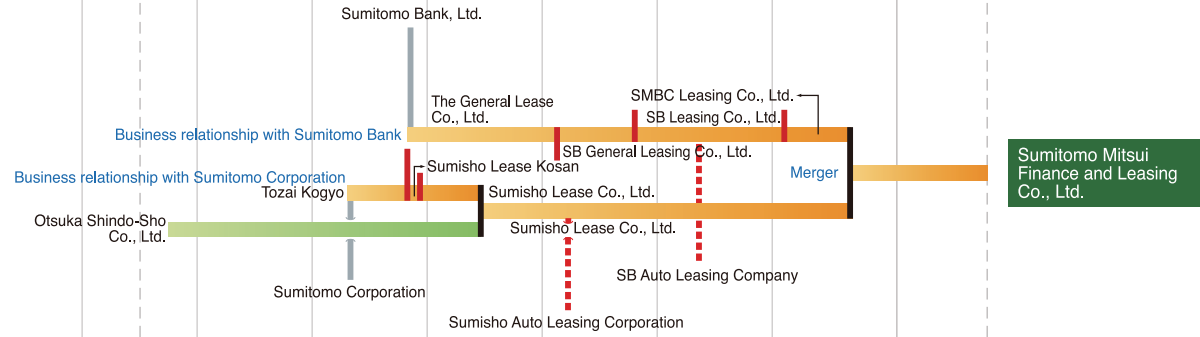 Sumitomo Bank, Ltd.
SMBC Leasing Co., Ltd.
The General Lease
Co., Ltd.
SB Leasing Co., Ltd.
Business relationship with Sumitomo Bank
SB General Leasing Co., Ltd.
Sumisho Lease Kosan
Merger
Business relationship with Sumitomo Corporation
Tozai Kogyo
Sumisho Lease Co., Ltd.
Sumitomo Mitsui
Finance and Leasing
Co., Ltd.
Otsuka Shindo-Sho
Co., Ltd.
Sumisho Lease Co., Ltd.
SB Auto Leasing Company
Sumitomo Corporation
Sumisho Auto Leasing Corporation